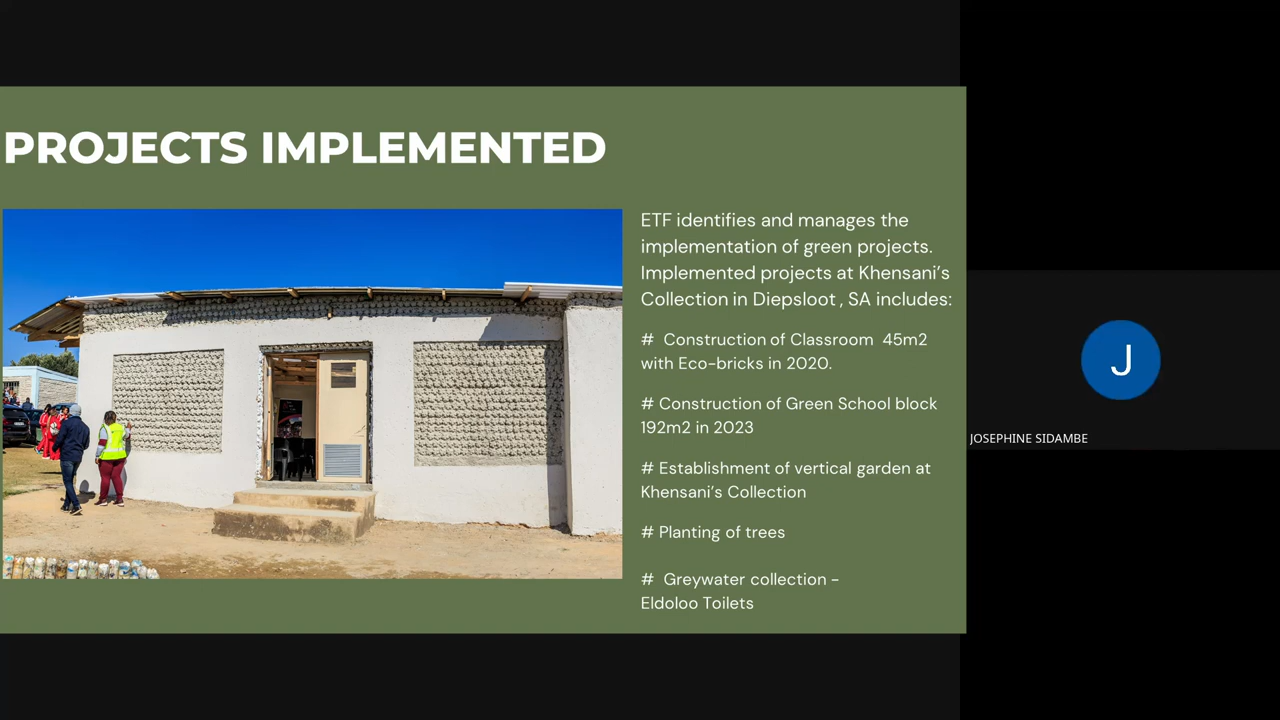 PROJECTS IMPLEMENTED
ETF identifies and manages the
implementation of green projects.
Implemented projects at Khensani's
Collection in Diepsloot , SA includes:
# Construction of Classroom 45m2
with Eco-bricks in 2020.
# Construction of Green School block
192m2 in 2023
# Establishment of vertical garden at
Khensani's Collection
# Planting of trees
# Greywater collection -
Eldoloo Toilets
J
JOSEPHINE SIDAMBE